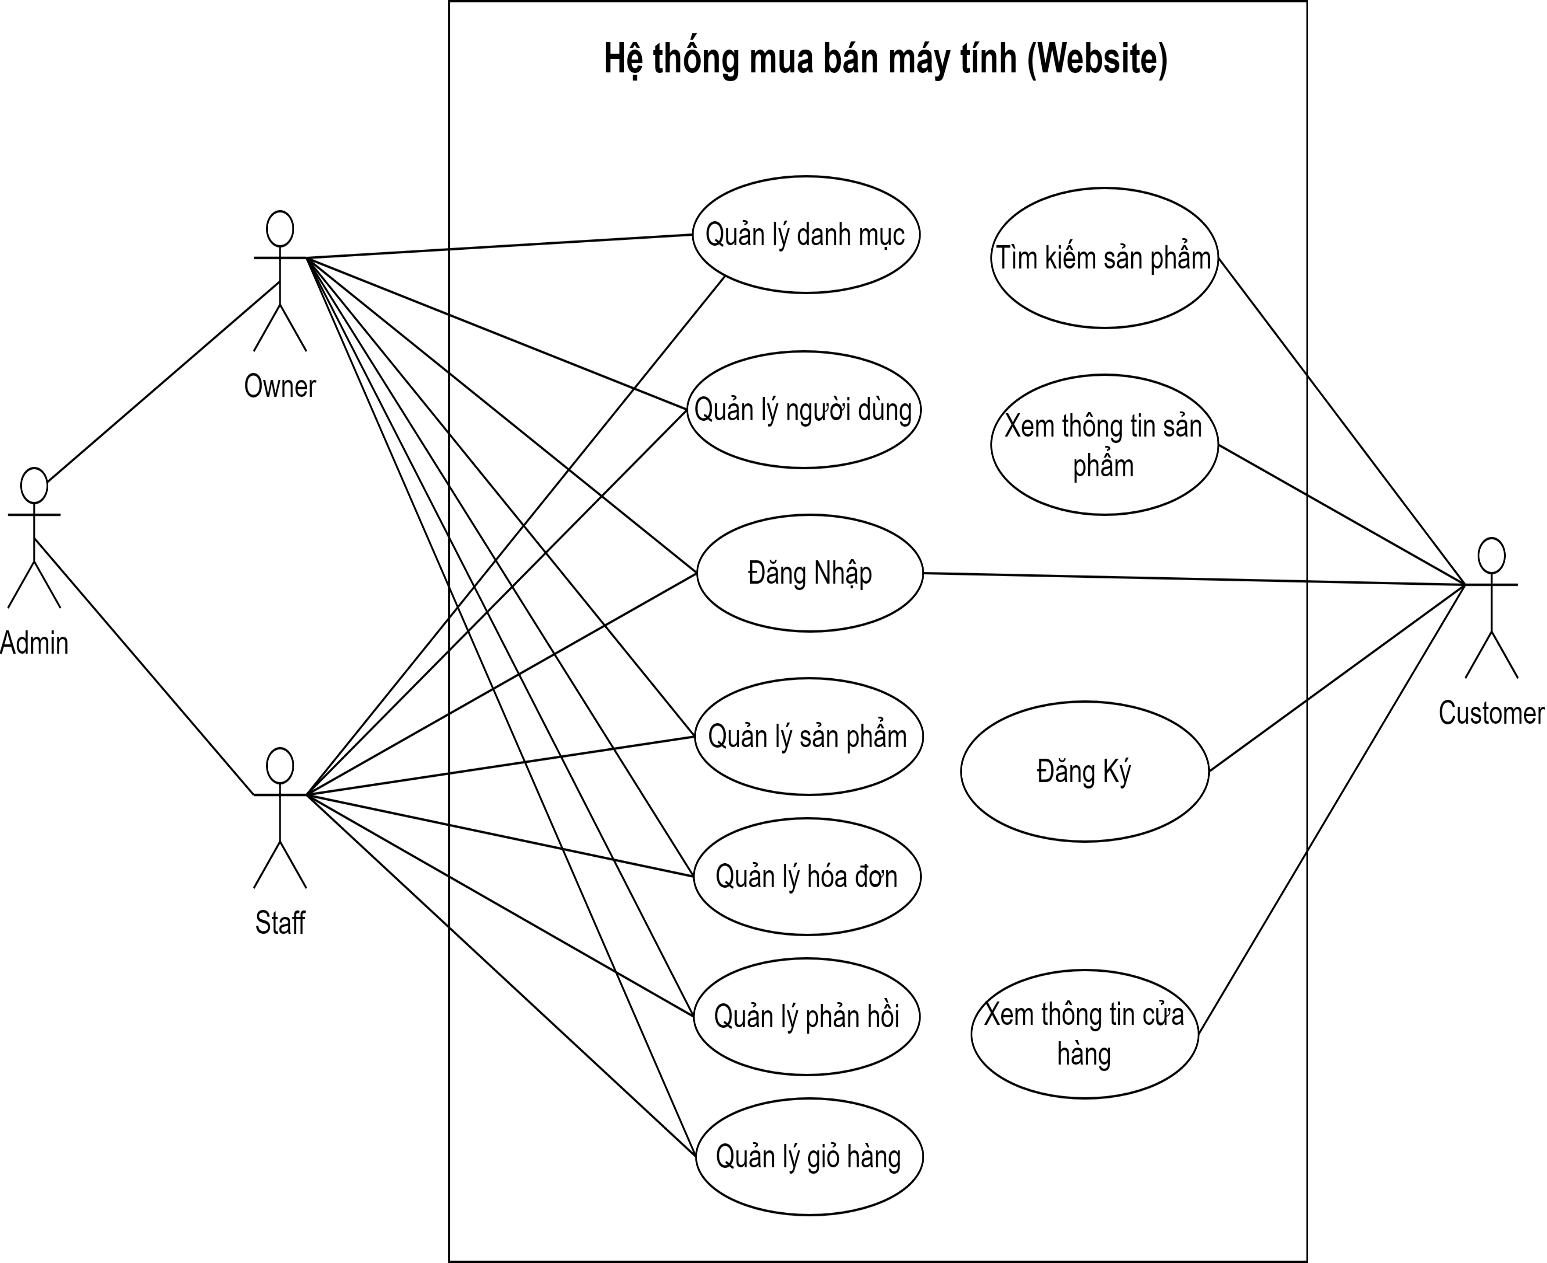 Hệ thống mua bán máy tính (Website)
Quản lý danh mục
Tìm kiếm sản phẩm
Owner
Quản lý người dùng
Xem thông tin sản
phẩm
Đăng Nhập
Admin
Customer
Quản lý sản phẩm
Đăng Ký
Staff
Quản lý hóa đơn
Quản lý phản hồi
Xem thông tin cửa
hàng
Quản lý giỏ hàng